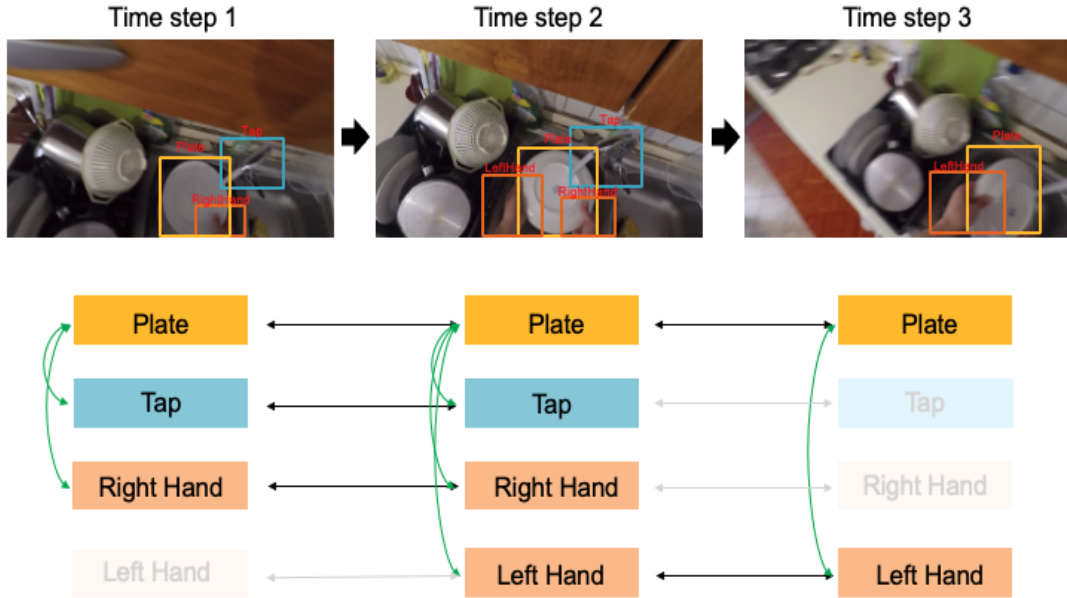 Time step 1
Time step 2
Time step 3
Tap
Plate
RightHand
Tap
Plate
LeftHand
RightHand
Plate
LeftHand
Plate
Plate
Plate
Tap
Tap
Tap
Right Hand
Right Hand
Right Hand
Left Hand
Left Hand
Left Hand